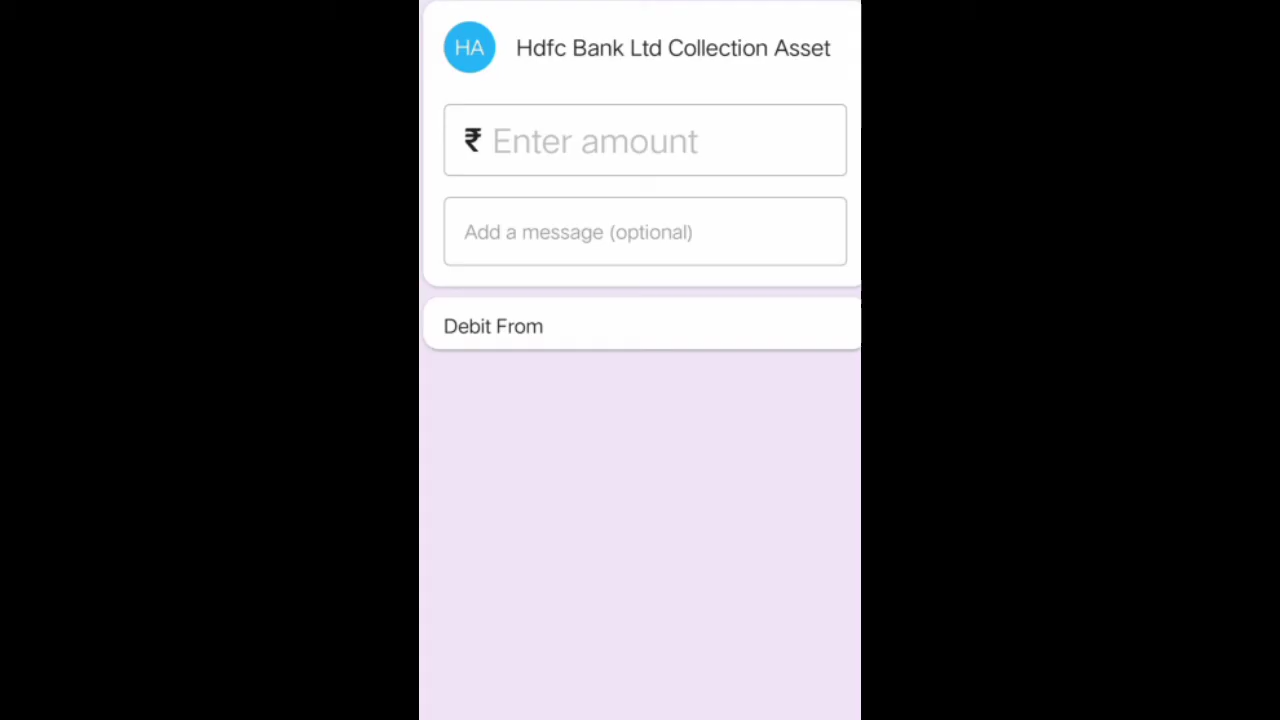 HA
Hdfc Bank Ltd Collection Asset
₹ Enter amount
Add a message (optional)
Debit From